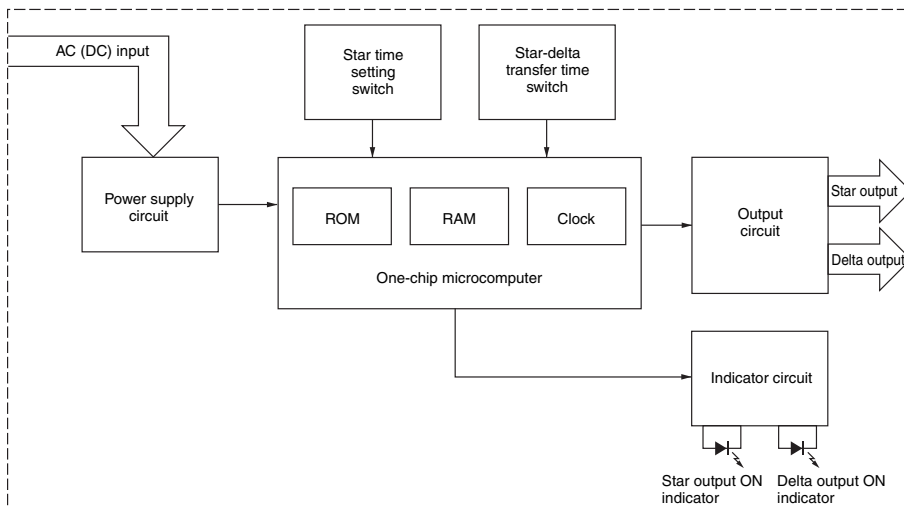 AC (DC) input
Star time
setting
switch
Star-delta
transfer time
switch
Power supply
circuit
ROM
RAM
Clock
One-chip microcomputer
Output
circuit
Star output
Delta output
Indicator circuit
Star output ON
indicator
Delta output ON
indicator